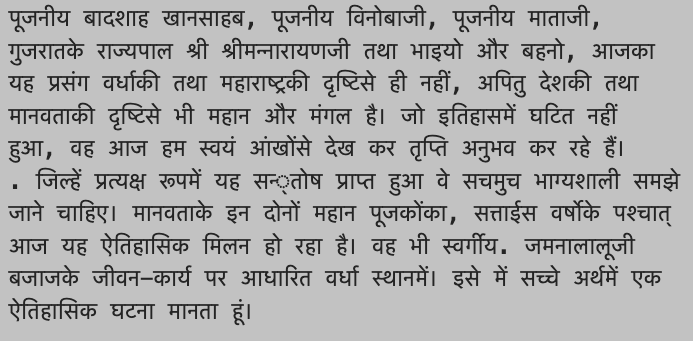 पूजनीय बादशाह खानसाहब, पूजनीय विनोबाजी, पूजनीय माताजी,
गुजरातके राज्यपाल श्री श्रीमन्नारायणजी तथा भाइयो और बहनो, आजका
यह प्रसंग वर्धाकी तथा महाराष्ट्रकी दृष्टिसे ही नहीं, अपितु देशकी तथा
मानवताकी दृष्टिसे भी महान और मंगल है। जो इतिहासमें घटित नहीं
हुआ, वह आज हम स्वयं आंखोंसे देख कर तृप्ति अनुभव कर रहे हैं।
. जिल्हें प्रत्यक्ष रूपमें यह सन्‍्तोष प्राप्त हुआ वे सचमुच भाग्यशाली समझे
जाने चाहिए। मानवताके इन दोनों महान पूजकोंका, सत्ताईस वर्षोके पश्चात्
आज यह ऐतिहासिक मिलन हो रहा है। वह भी स्वर्गीय. जमनालालूजी
बजाजके जीवन–कार्य पर आधारित वर्धा स्थानमें। इसे में सच्चे अर्थमें एक
ऐतिहासिक घटना मानता हूं।